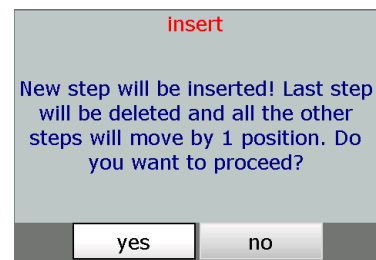 insert
New step will be inserted! Last step
will be deleted and all the other
steps will move by 1 position. Do
you want to proceed?
yes no